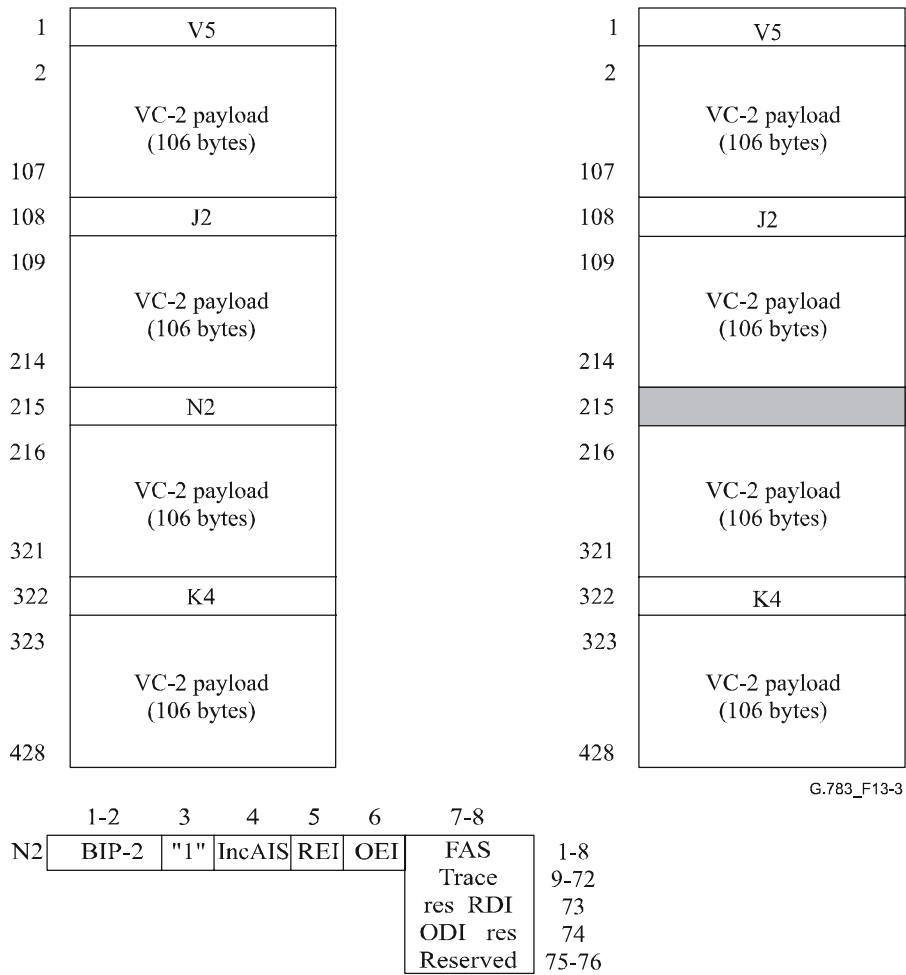 1 V5
2
VC-2 payload
(106 bytes)
107
108 J2
109
VC-2 payload
(106 bytes)
214
215 N2
216
VC-2 payload
(106 bytes)
321
322 K4
323
VC-2 payload
(106 bytes)
428
1 V5
2
VC-2 payload
(106 bytes)
107
108 J2
109
VC-2 payload
(106 bytes)
214
215
216
VC-2 payload
(106 bytes)
321
322 K4
323
VC-2 payload
(106 bytes)
428
G.783_F13-3
1-2 3 4 5 6 7-8
N2 BIP-2 "1" IncAIS REI OEI FAS 1-8
Trace 9-72
res RDI 73
ODI res 74
Reserved 75-76